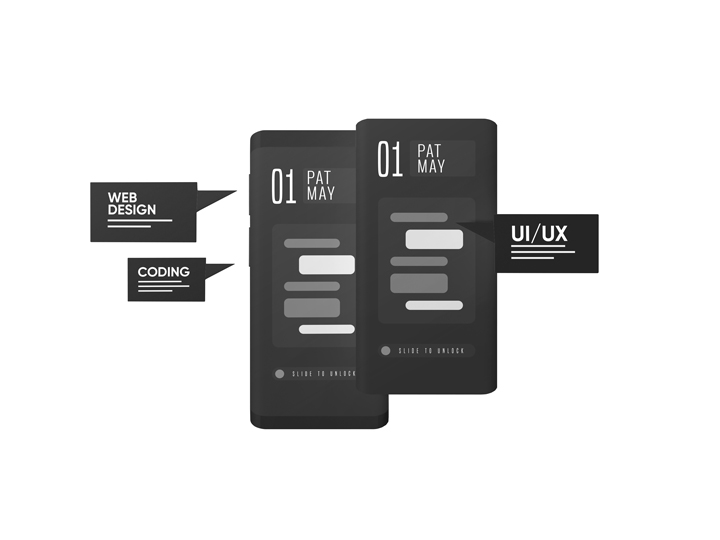 WEB
DESIGN
CODING
01
PAT
MAY
SLIDE TO UNLOCK
01
PAT
MAY
SLIDE TO UNLOCK
UI/UX